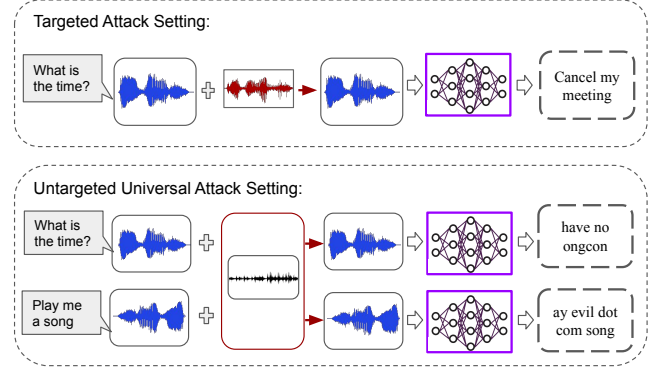 Targeted Attack Setting:
What is
the time?
Cancel my
meeting
Untargeted Universal Attack Setting:
What is
the time?
have no
ongcon
Play me
a song
ay evil dot
com song